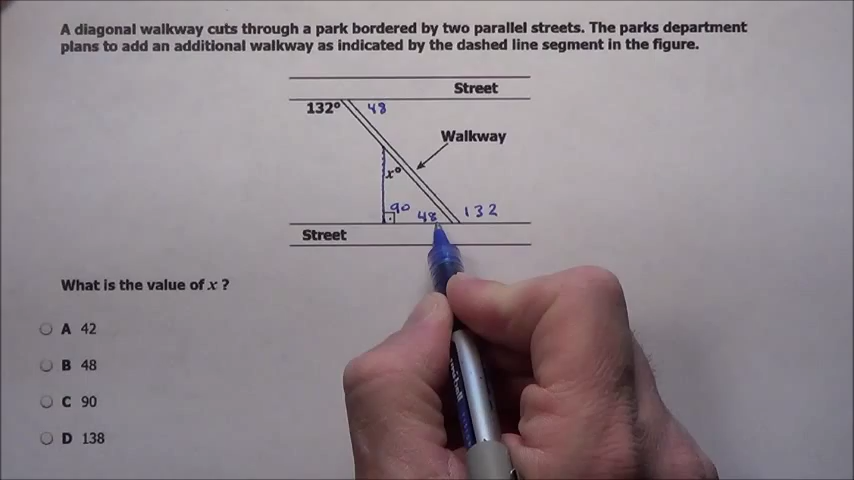 A diagonal walkway cuts through a park bordered by two parallel streets. The parks department
plans to add an additional walkway as indicated by the dashed line segment in the figure.
Street
132° 48
Walkway
x°
90 48 132
Street
What is the value of x ?
A 42
B 48
C 90
D 138